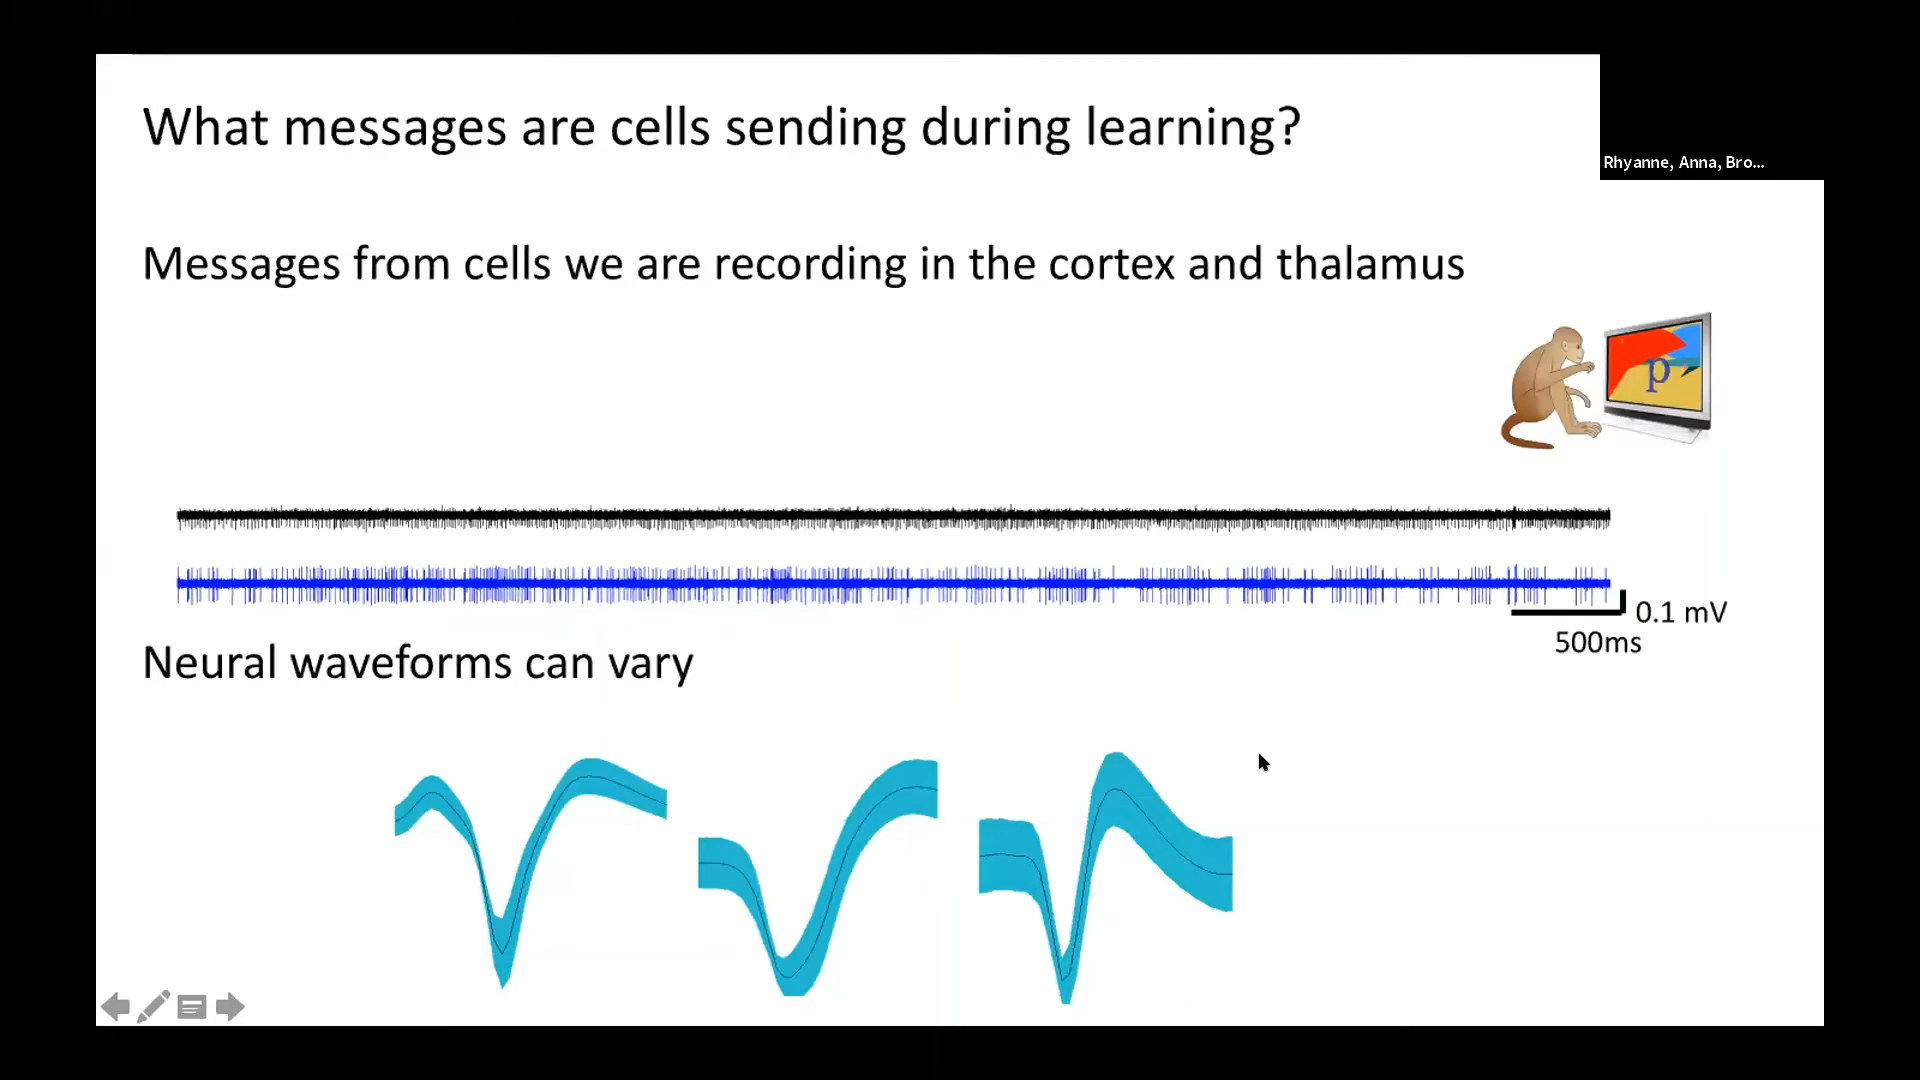 What messages are cells sending during learning?
Rhyanne, Anna, Bro...
Messages from cells we are recording in the cortex and thalamus
p
0.1 mV
500ms
Neural waveforms can vary